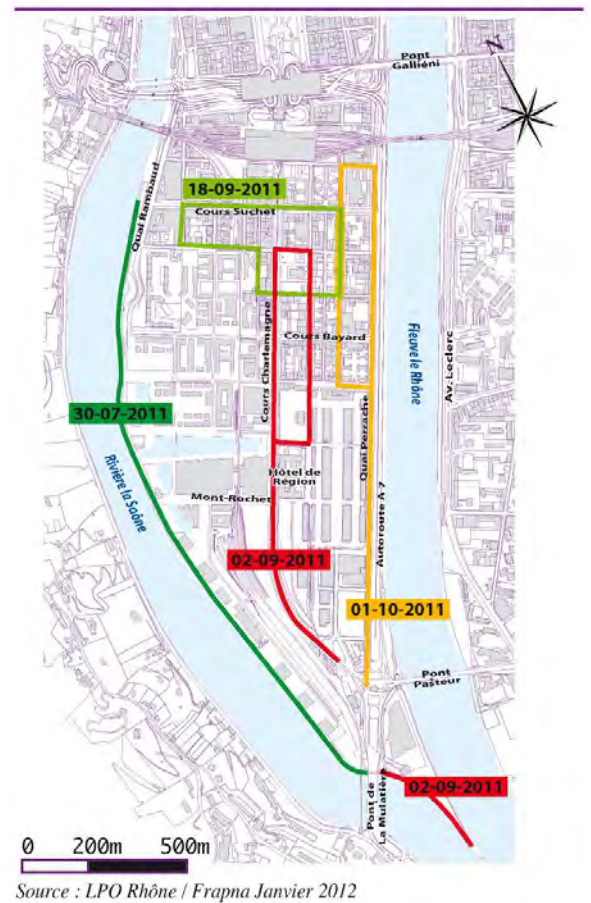 Pont
Galliéni
N
18-09-2011
Cours Suchet
Quai Rambaud
Cours Charlemagne
Cours Bayard
Fleuve le Rhône
Av. Leclerc
30-07-2011
Quai Perrache
Rivière la Saône
Hôtel de
Région
Mont-Rochet
Autoroute A 7
02-09-2011
01-10-2011
Pont
Pasteur
02-09-2011
Pont de
La Mulatière
0 200m 500m
Source : LPO Rhône / Frapna Janvier 2012